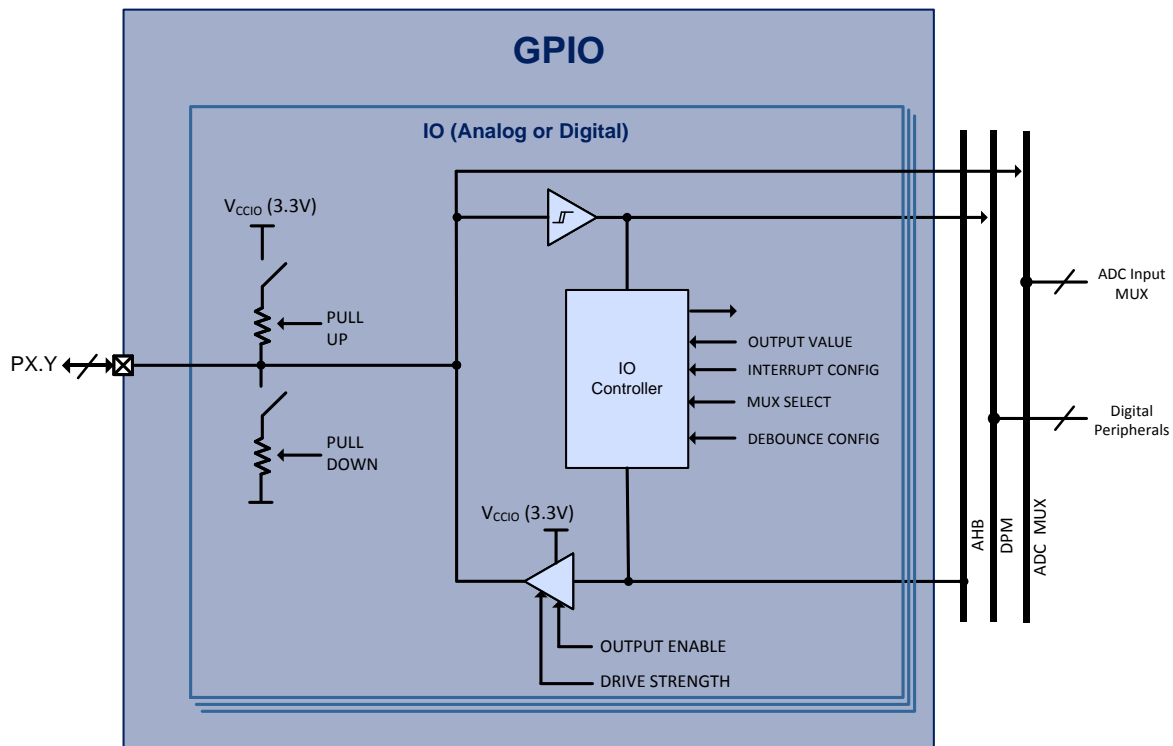 GPIO
IO (Analog or Digital)
VCCIO (3.3V)
PULL
UP
PX.Y
PULL
DOWN
IO
Controller
OUTPUT VALUE
INTERRUPT CONFIG
MUX SELECT
DEBOUNCE CONFIG
VCCIO (3.3V)
OUTPUT ENABLE
DRIVE STRENGTH
AHB
DPM
ADC MUX
ADC Input
MUX
Digital
Peripherals